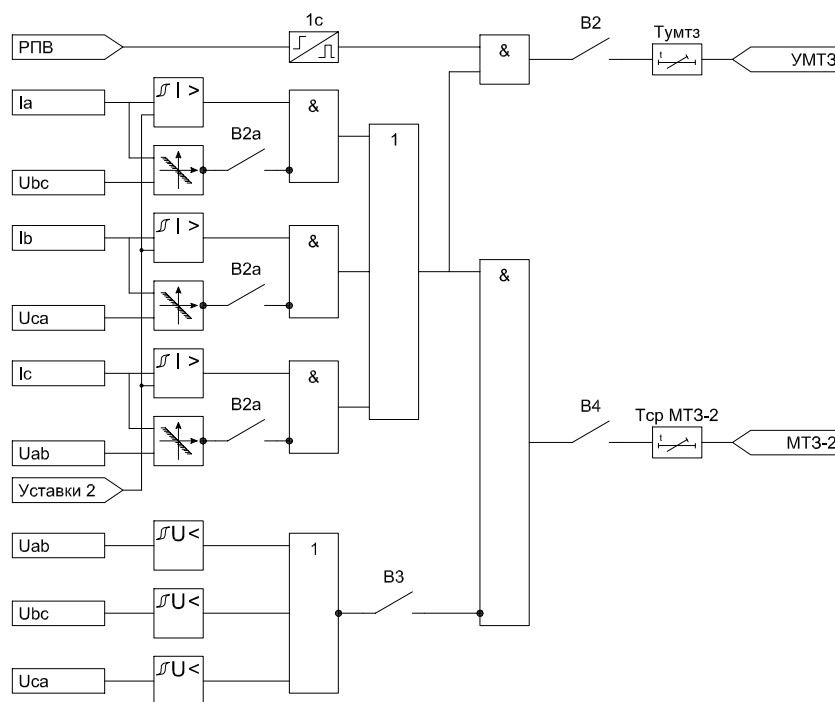 1с
РПВ
&
В2
Тумтз
t
УМТЗ
Ia
I >
&
В2а
1
Ubc
Ib
I >
&
В2а
&
Uca
Ic
I >
&
В2а
В4
Тср МТЗ-2
t
МТЗ-2
Uab
Уставки 2
Uab
U<
1
В3
Ubc
U<
Uca
U<